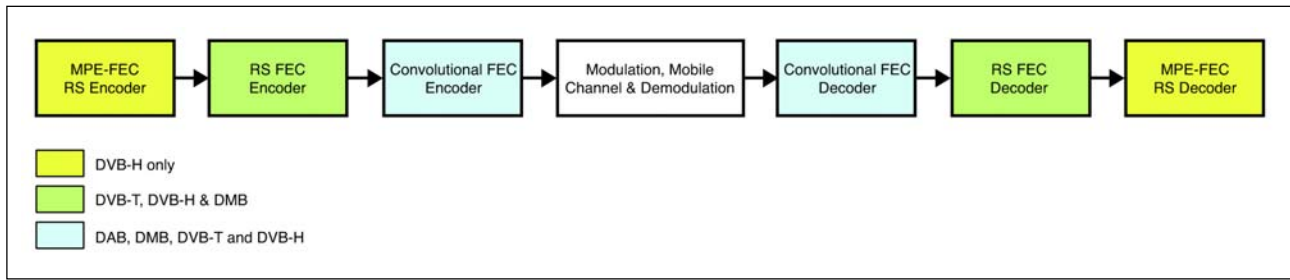 MPE-FEC
RS Encoder
RS FEC
Encoder
Convolutional FEC
Encoder
Modulation, Mobile
Channel & Demodulation
Convolutional FEC
Decoder
RS FEC
Decoder
MPE-FEC
RS Decoder
DVB-H only
DVB-T, DVB-H & DMB
DAB, DMB, DVB-T and DVB-H